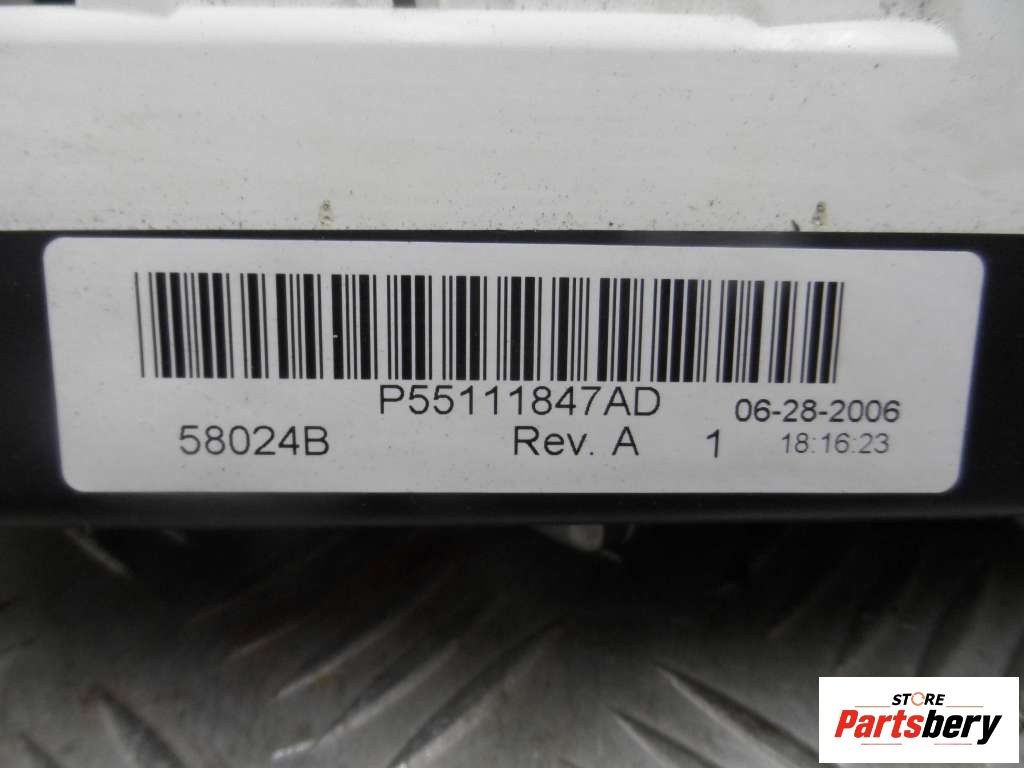 P55111847AD
06-28-2006
58024B
Rev. A
1
18:16:23
STORE
Partsbery